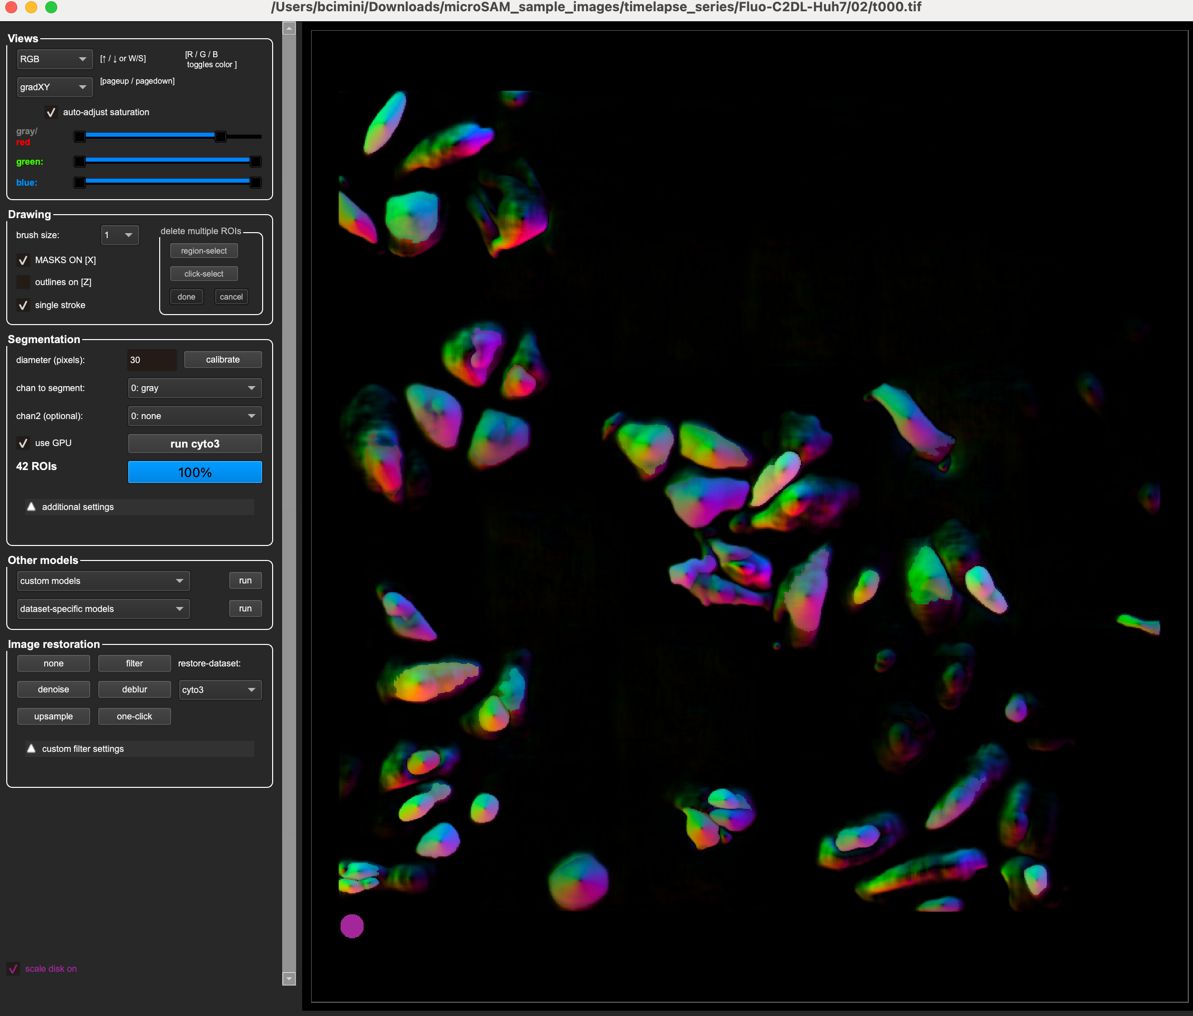 /Users/bcimini/Downloads/microSAM_sample_images/timelapse_series/Fluo-C2DL-Huh7/02/t000.tif
Views
RGB
[↑ / ↓ or W/S]
[R / G / B
toggles color ]
gradXY
[pageup / pagedown]
auto-adjust saturation
gray/
red
green:
blue:
Drawing
brush size:
1
delete multiple ROIs
MASKS ON [X]
region-select
outlines on [Z]
click-select
single stroke
done
cancel
Segmentation
diameter (pixels):
30
calibrate
chan to segment:
0: gray
chan2 (optional):
0: none
use GPU
run cyto3
42 ROIs
100%
additional settings
Other models
custom models
run
dataset-specific models
run
Image restoration
none
filter
restore-dataset:
denoise
deblur
cyto3
upsample
one-click
custom filter settings
scale disk on